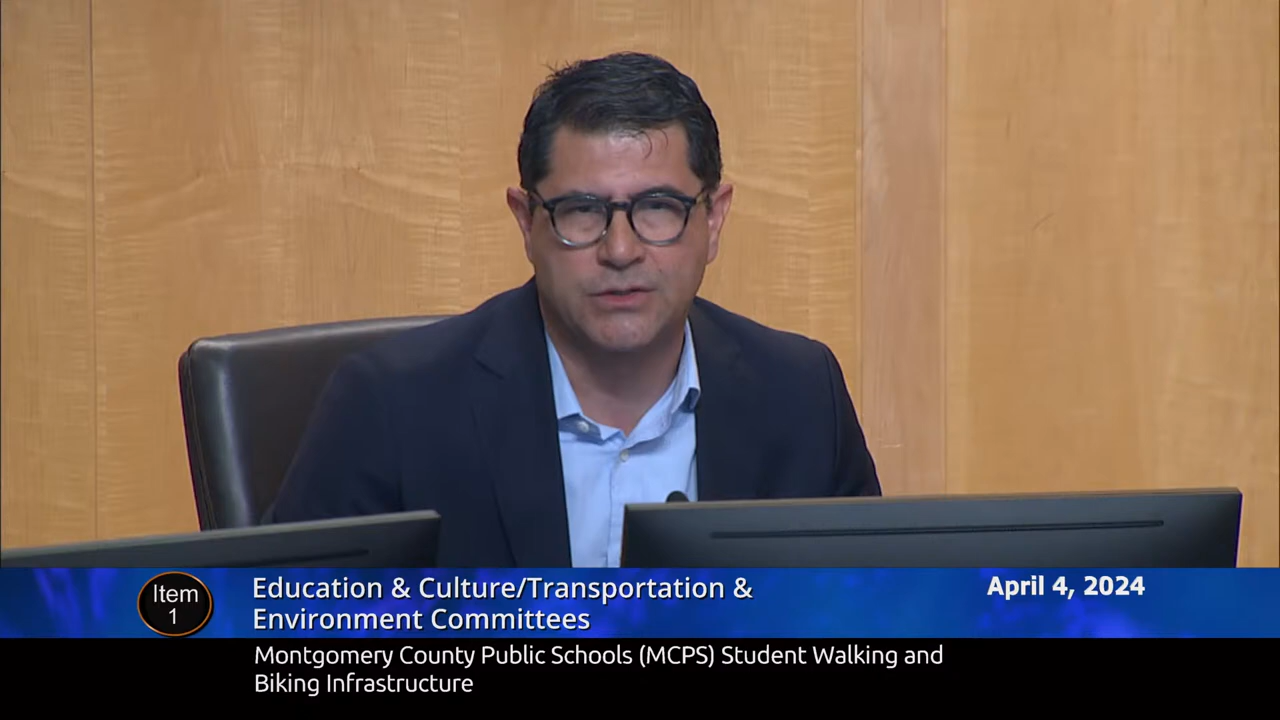 Item
1
Education & Culture/Transportation &
Environment Committees
April 4, 2024
Montgomery County Public Schools (MCPS) Student Walking and
Biking Infrastructure